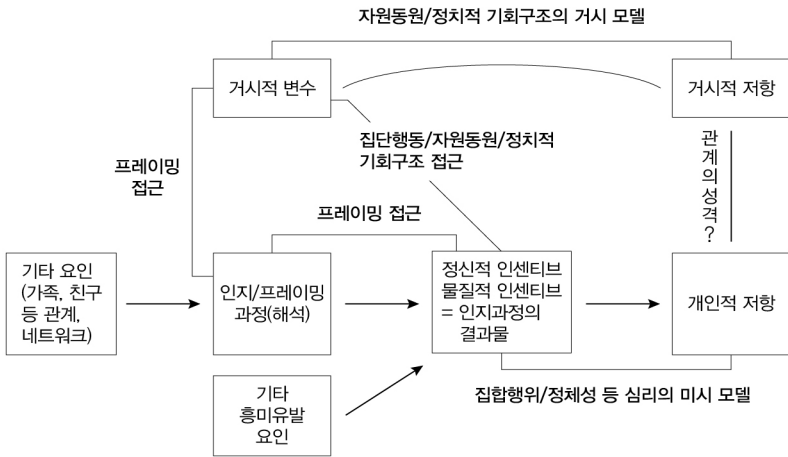 자원동원/정치적 기회구조의 거시 모델
거시적 변수
거시적 저항
집단행동/자원동원/정치적
기회구조 접근
프레이밍
접근
관계의성격?
프레이밍 접근
기타 요인
(가족, 친구
등 관계,
네트워크)
인지/프레이밍
과정(해석)
정신적 인센티브
물질적 인센티브
= 인지과정의
결과물
개인적 저항
기타
흥미유발
요인
집합행위/정체성 등 심리의 미시 모델